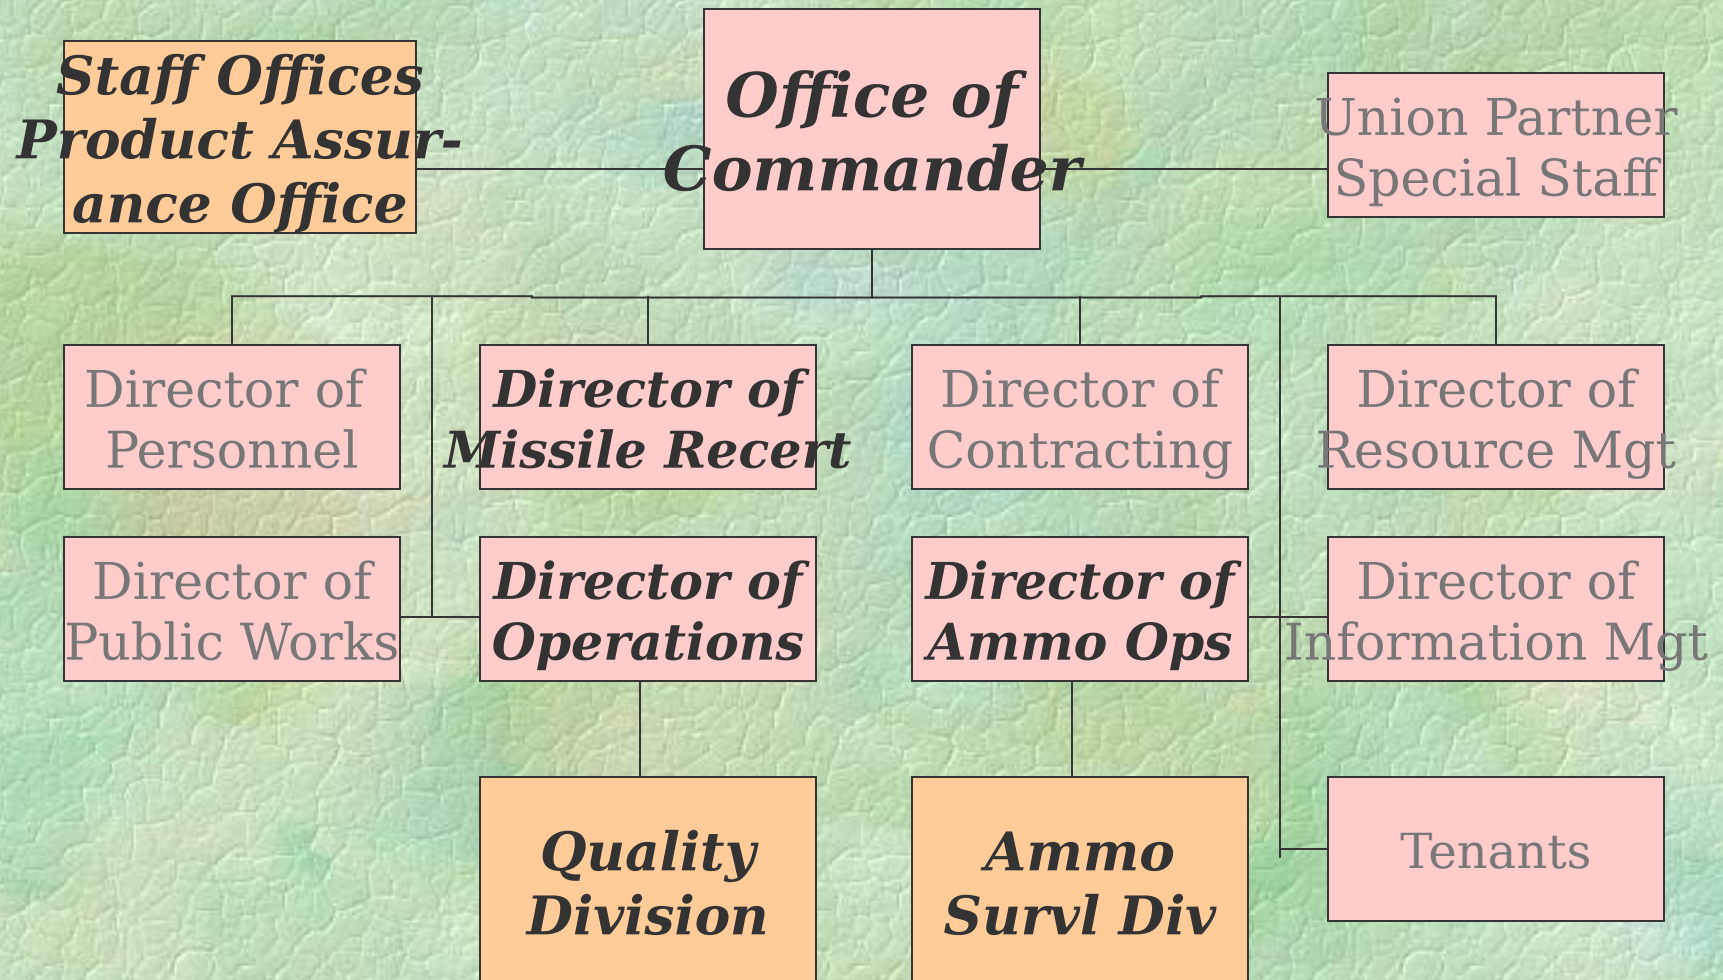 Staff Offices
Product Assur-
ance Office
Office of
Commander
Union Partner
Special Staff
Director of
Personnel
Director of
Missile Recert
Director of
Contracting
Director of
Resource Mgt
Director of
Public Works
Director of
Operations
Director of
Ammo Ops
Director of
Information Mgt
Quality
Division
Ammo
Survl Div
Tenants